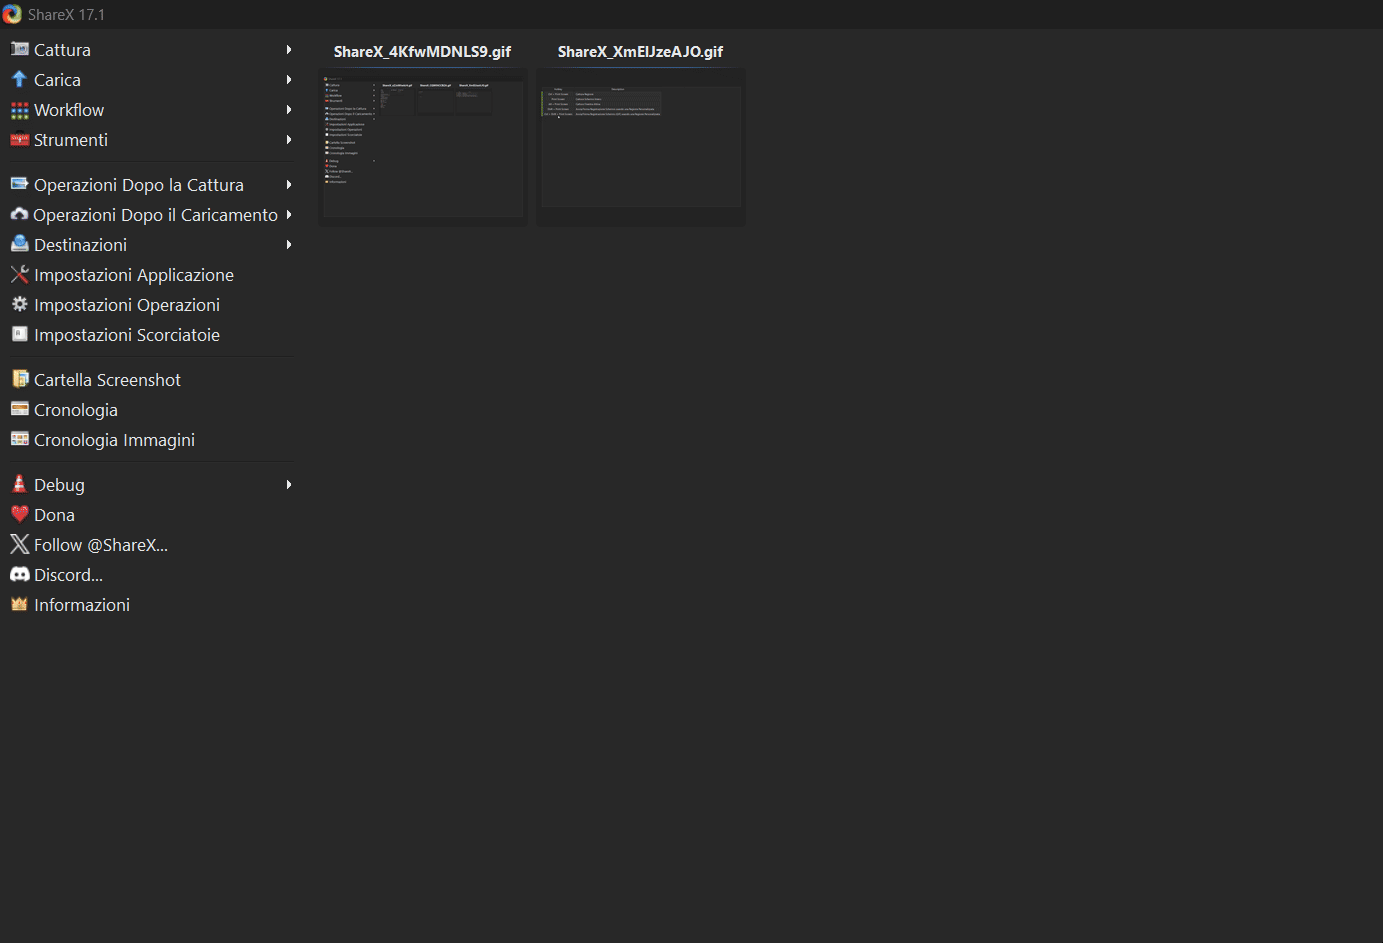 ShareX 17.1
Cattura
Carica
Workflow
Strumenti
Operazioni Dopo la Cattura
Operazioni Dopo il Caricamento
Destinazioni
Impostazioni Applicazione
Impostazioni Operazioni
Impostazioni Scorciatoie
Cartella Screenshot
Cronologia
Cronologia Immagini
Debug
Dona
Follow @ShareX...
Discord...
Informazioni
ShareX_4KfwMDNLS9.gif
ShareX_XmEIJzeAJO.gif